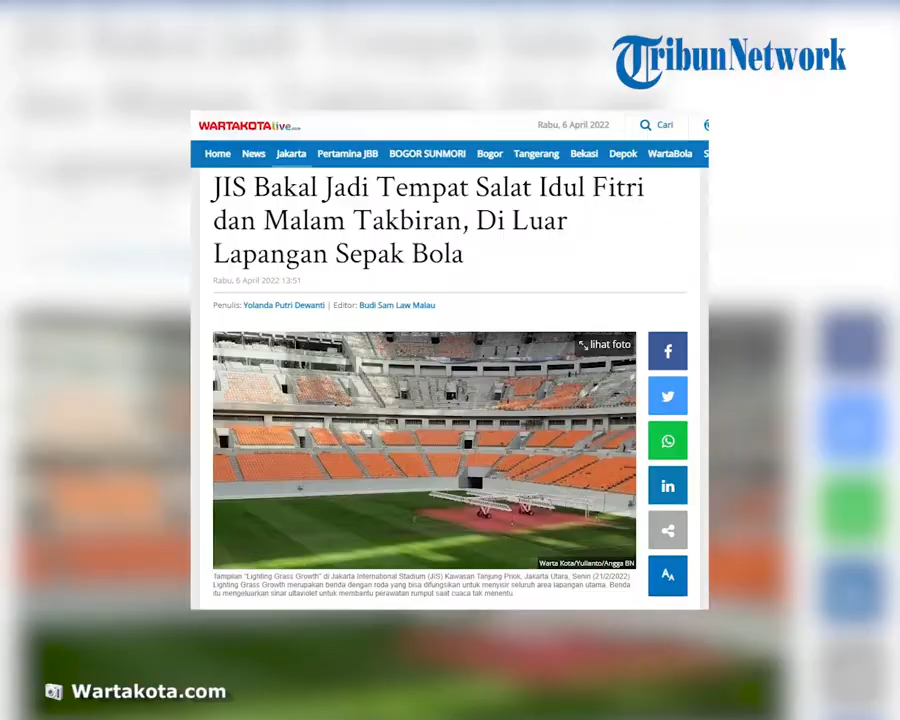 TribunNetwork
WARTAKOTAlive.com
Rabu, 6 April 2022
Cari
Home News Jakarta Pertamina JBB BOGOR SUNMORI Bogor Tangerang Bekasi Depok WartaBola S
JIS Bakal Jadi Tempat Salat Idul Fitri
dan Malam Takbiran, Di Luar
Lapangan Sepak Bola
Rabu, 6 April 2022 13:51
Penulis: Yolanda Putri Dewanti | Editor: Budi Sam Law Malau
lihat foto
Warta Kota/Yulianto/Angga BN
Tampilan "Lighting Grass Growth" di Jakarta International Stadium (JIS) Kawasan Tanjung Priok, Jakarta Utara, Senin (21/2/2022)
Lighting Grass Growth merupakan benda dengan roda yang bisa difungsikan untuk menyisir seluruh area lapangan utama. Benda
itu mengeluarkan sinar ultaviolet untuk membantu perawatan rumput saat cuaca tak menentu.
Wartakota.com